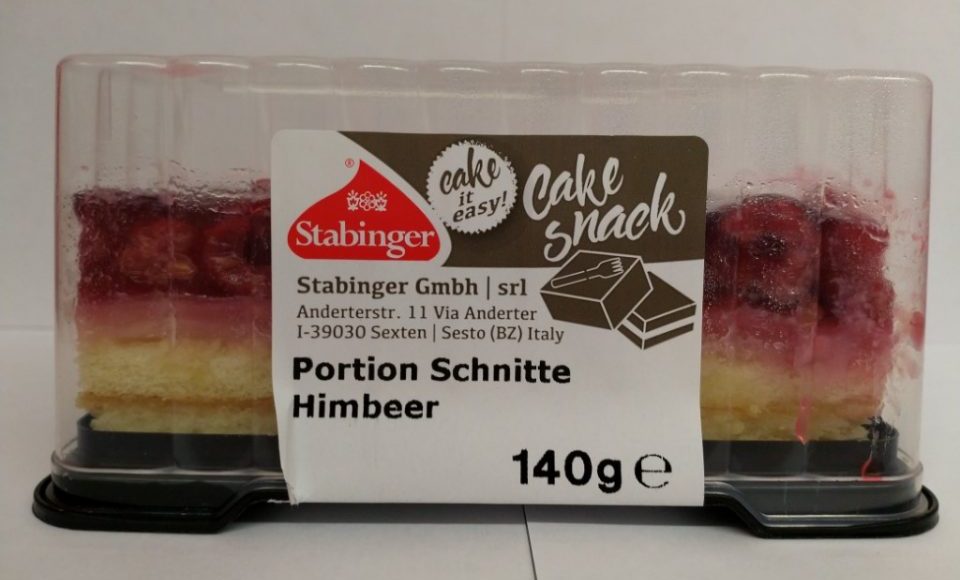 ®
Stabinger
cake
it
easy!
Cake
snack
Stabinger Gmbh | srl
Anderterstr. 11 Via Anderter
I-39030 Sexten | Sesto (BZ) Italy
Portion Schnitte
Himbeer
140g ℮